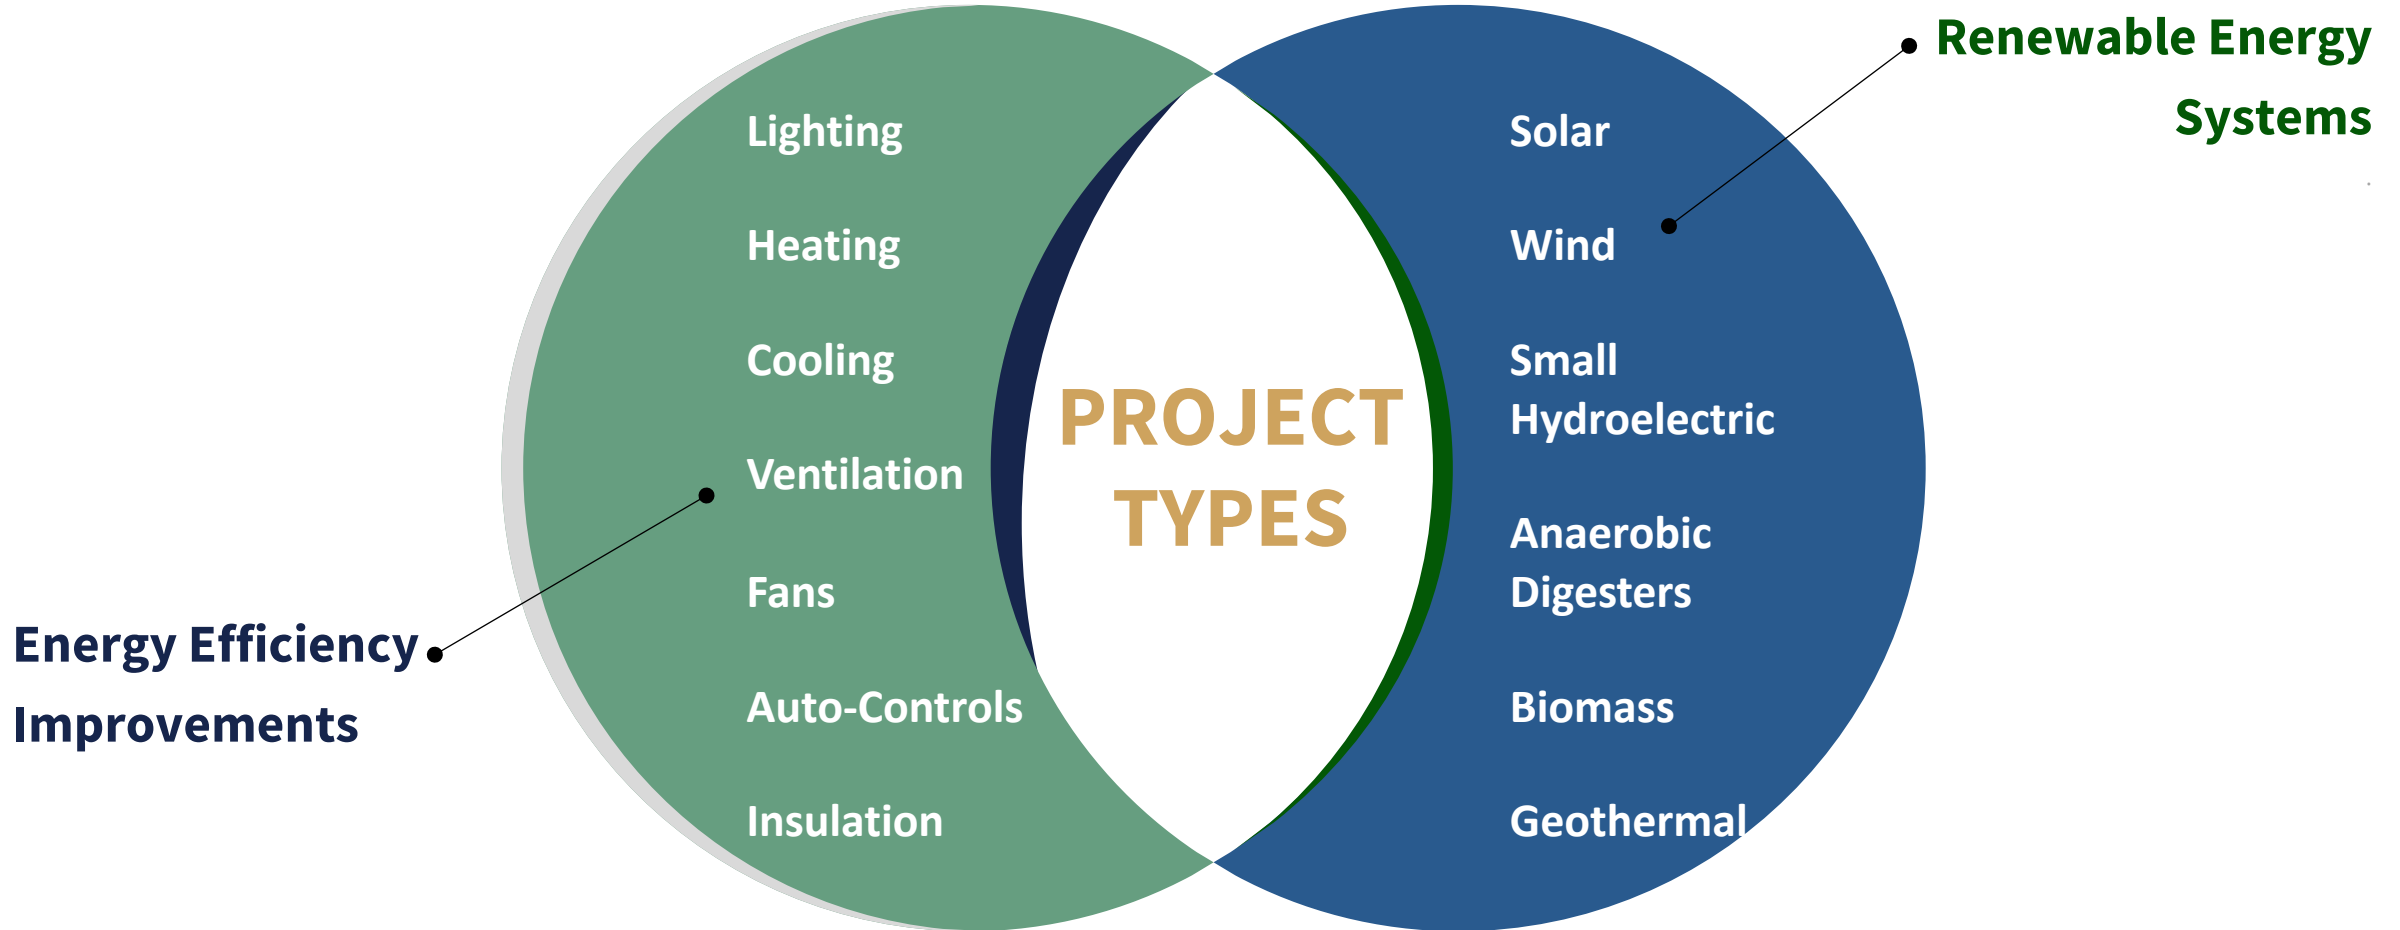 Energy Efficiency
Improvements
Lighting
Heating
Cooling
Ventilation
Fans
Auto-Controls
Insulation
PROJECT
TYPES
Solar
Wind
Small
Hydroelectric
Anaerobic
Digesters
Biomass
Geothermal
Renewable Energy
Systems
.